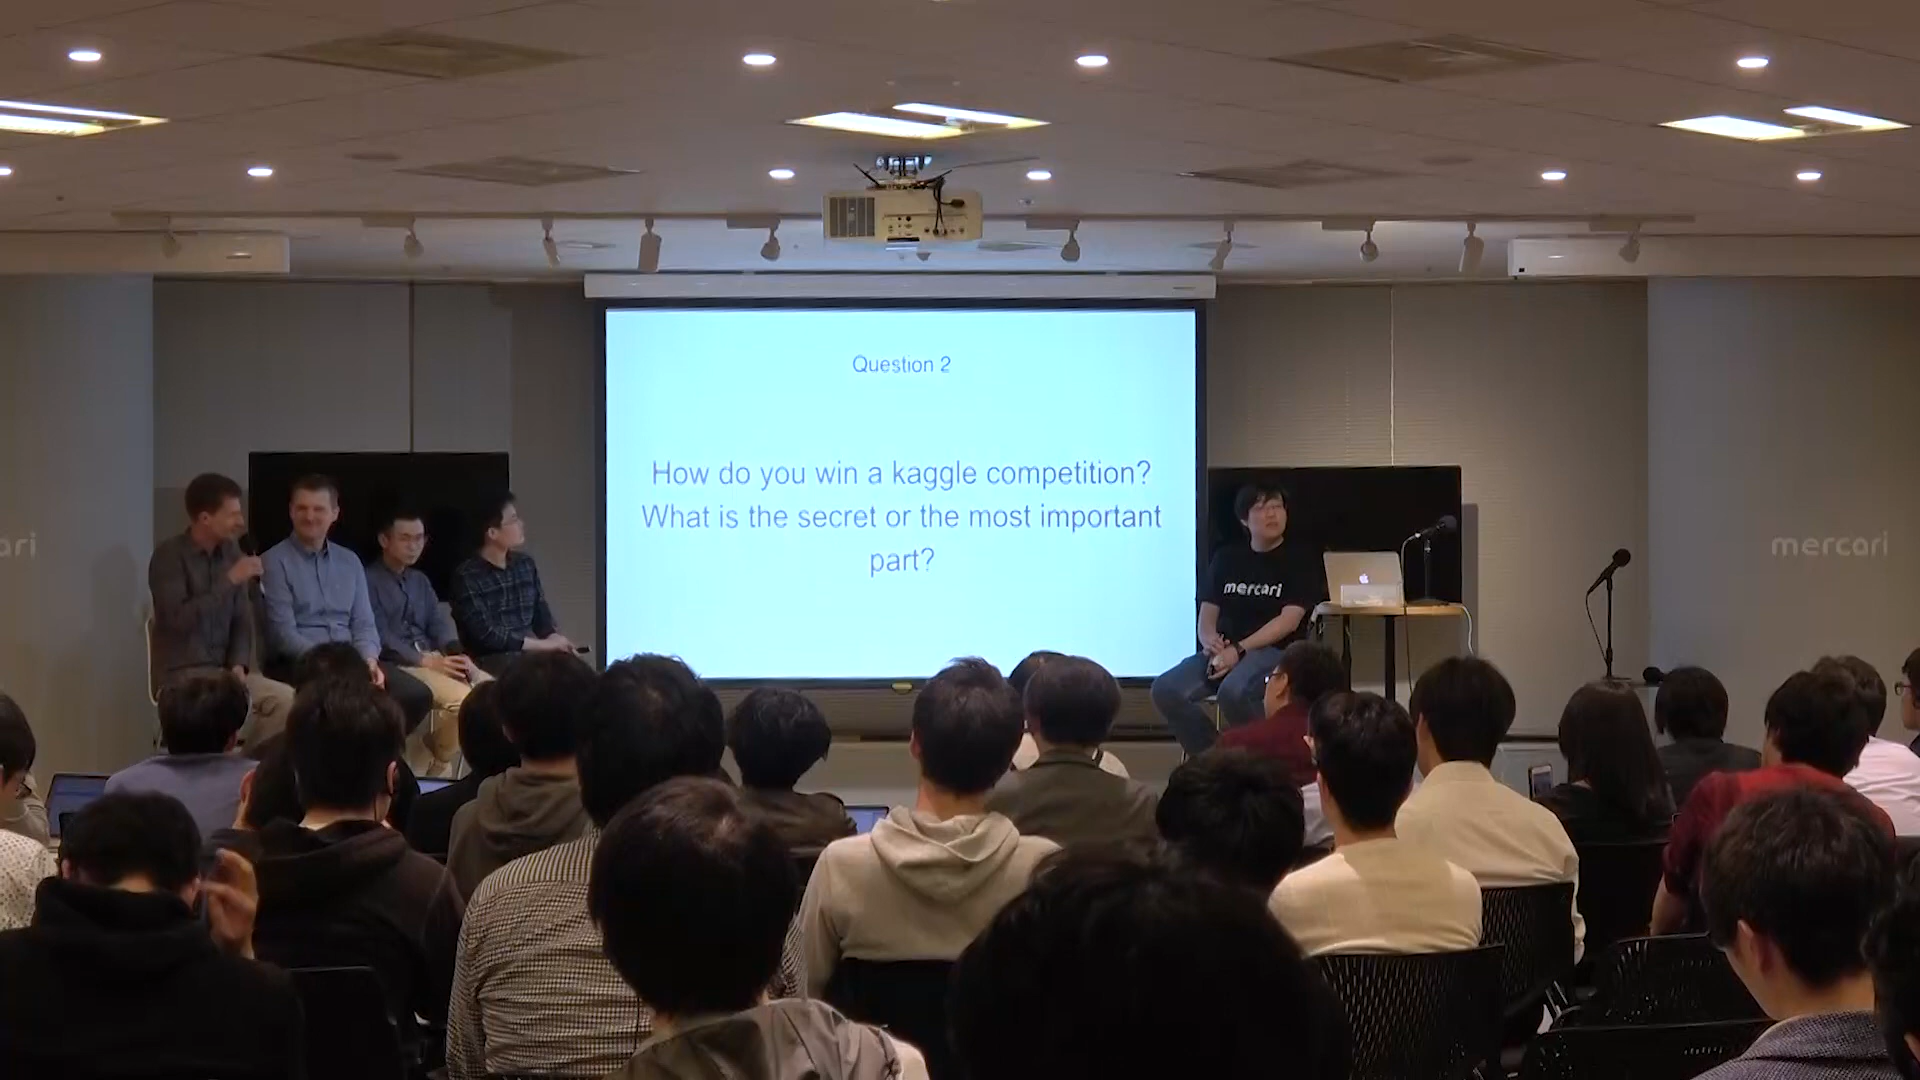 Question 2
How do you win a kaggle competition?
What is the secret or the most important
part?
ari
mercari
mercari